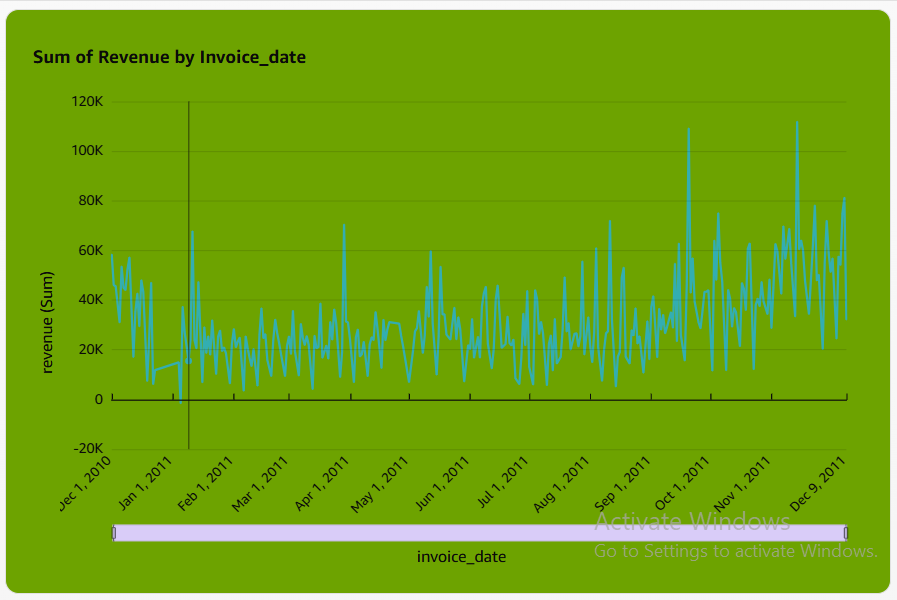 Sum of Revenue by Invoice_date
120K
100K
80K
60K
40K
20K
0
-20K
revenue (Sum)
Dec 1, 2010
Jan 1, 2011
Feb 1, 2011
Mar 1, 2011
Apr 1, 2011
May 1, 2011
Jun 1, 2011
Jul 1, 2011
Aug 1, 2011
Sep 1, 2011
Oct 1, 2011
Nov 1, 2011
Dec 9, 2011
invoice_date
Activate Windows
Go to Settings to activate Windows.